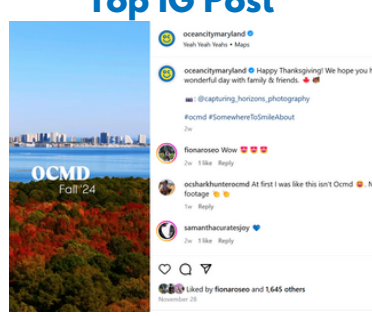 Top IG Post
oceancitymaryland
Yeah Yeah Yeahs • Maps
oceancitymaryland Happy Thanksgiving! We hope you h
wonderful day with family & friends.
: @capturing_horizons_photography
#ocmd #SomewhereToSmileAbout
2w
fionaroseo Wow
2w 1 like Reply
ocsharkhunterocmd At first I was like this isn't Ocmd . N
footage
1w Reply
samanthacuratesjoy
2w 1 like Reply
Liked by fionaroseo and 1,645 others
November 28
OCMD
Fall '24